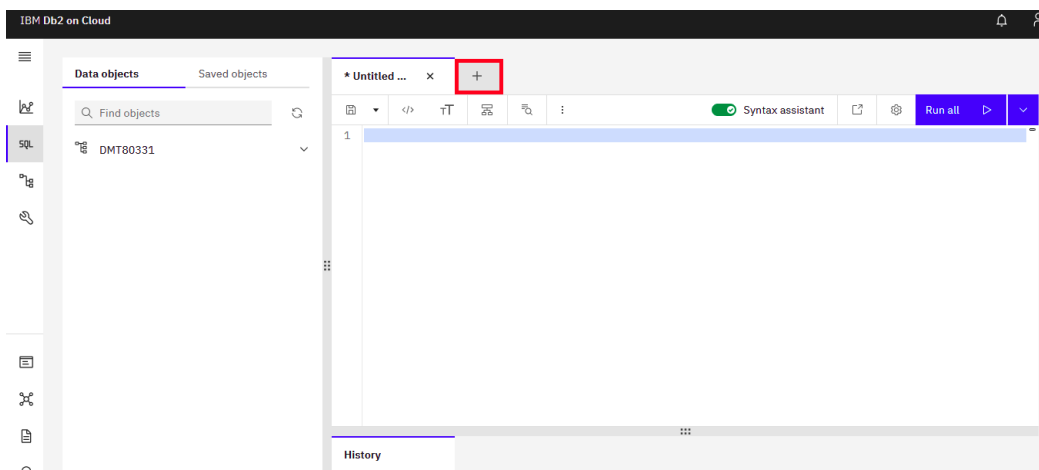 IBM Db2 on Cloud
Data objects Saved objects
* Untitled ... × +
Find objects
</> TT Syntax assistant Run all
SQL
DMT80331
1
History